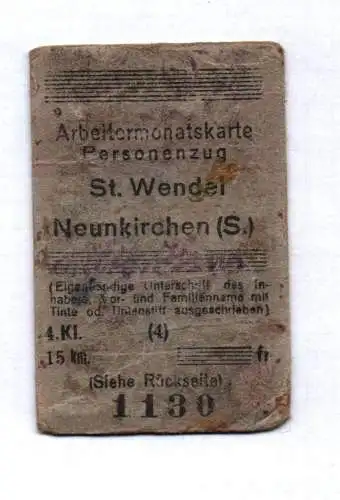 9
Arbeitermonatskarte
Personenzug
St. Wendel
Neunkirchen (S.)
(Eigenhändige Unterschrift des In-
habers, Vor- und Familienname mit
Tinte od. Tintenstift ausgeschrieben)
4. Kl. (4)
15 km. fr
(Siehe Rückseite)
1130